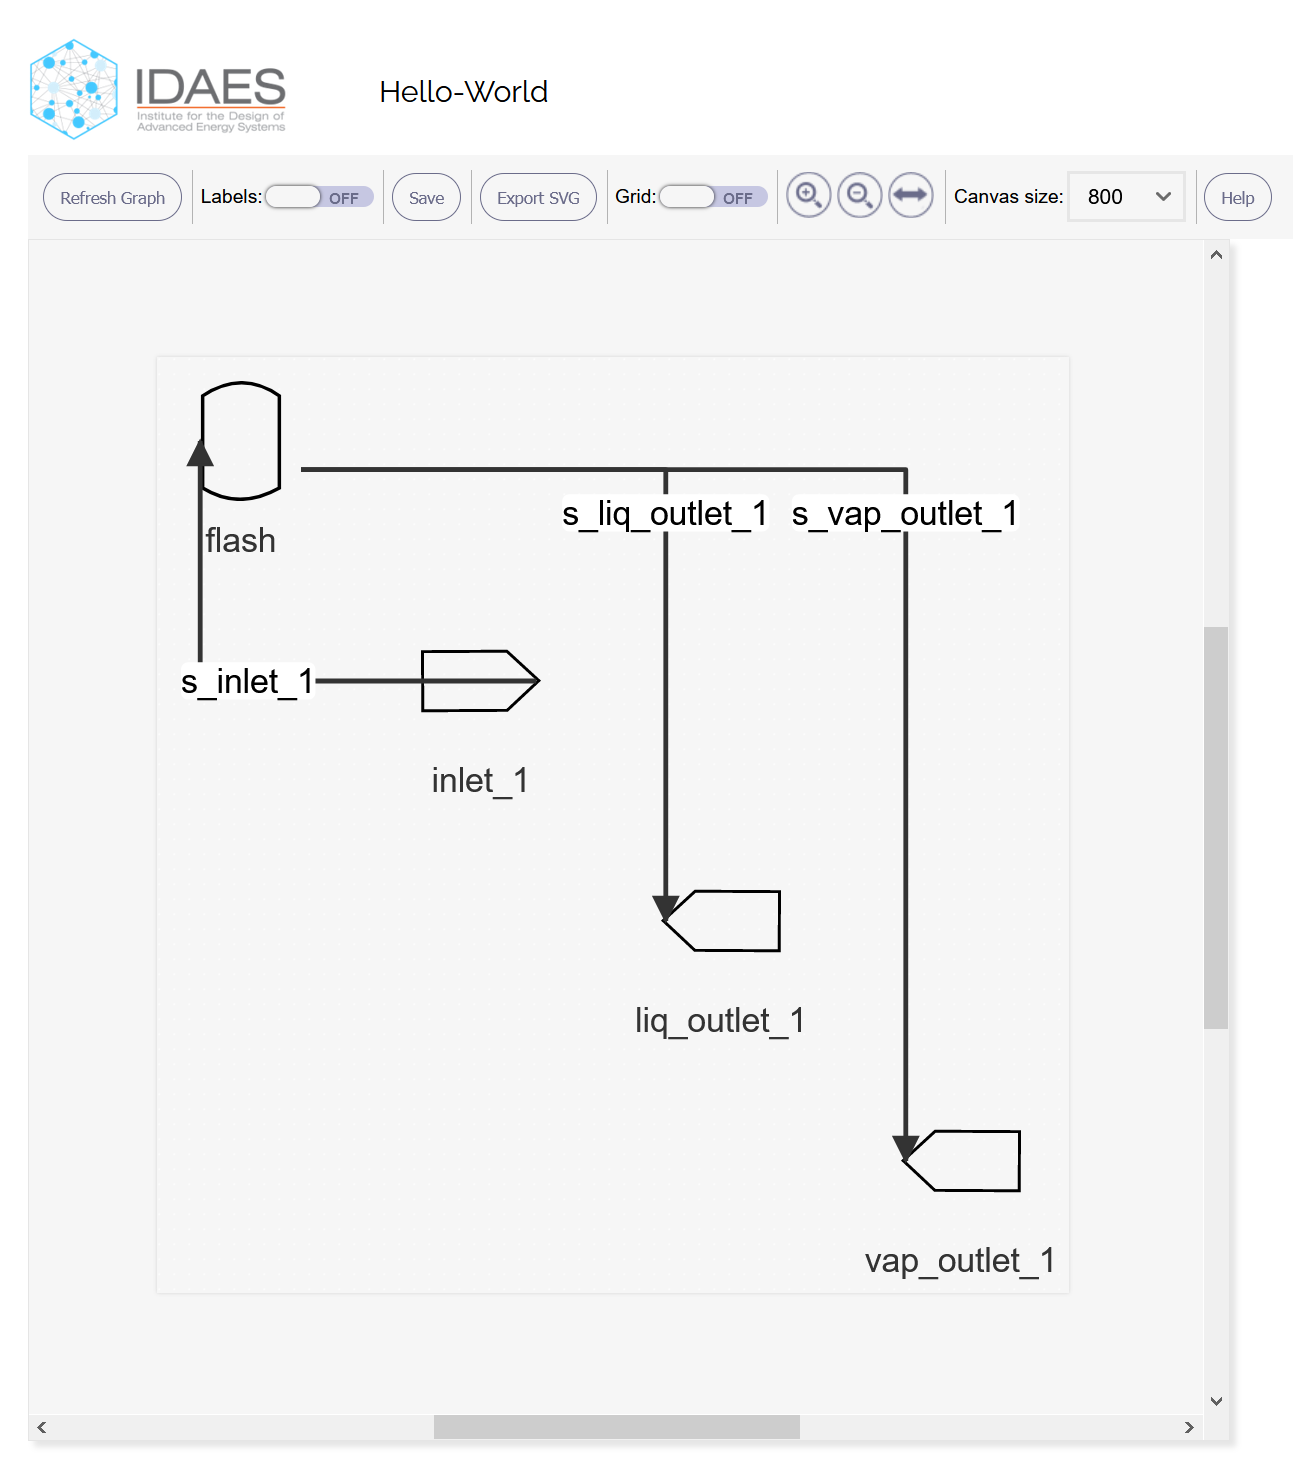 IDAES
Institute for the Design of
Advanced Energy Systems
Hello-World
Refresh Graph
Labels:
OFF
Save
Export SVG
Grid:
OFF
Canvas size:
800
Help
s_liq_outlet_1
s_vap_outlet_1
flash
s_inlet_1
inlet_1
liq_outlet_1
vap_outlet_1